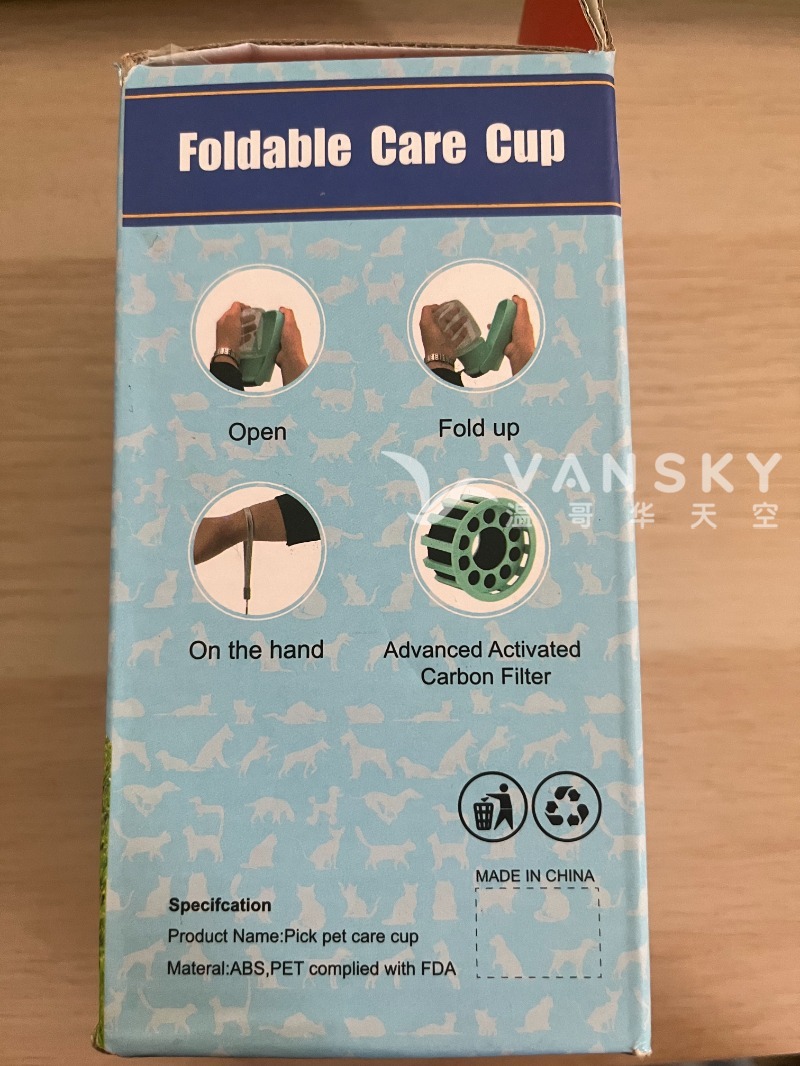 Foldable Care Cup
Open
Fold up
VANSKY
温哥华天空
On the hand
Advanced Activated
Carbon Filter
MADE IN CHINA
Specifcation
Product Name:Pick pet care cup
Materal:ABS,PET complied with FDA